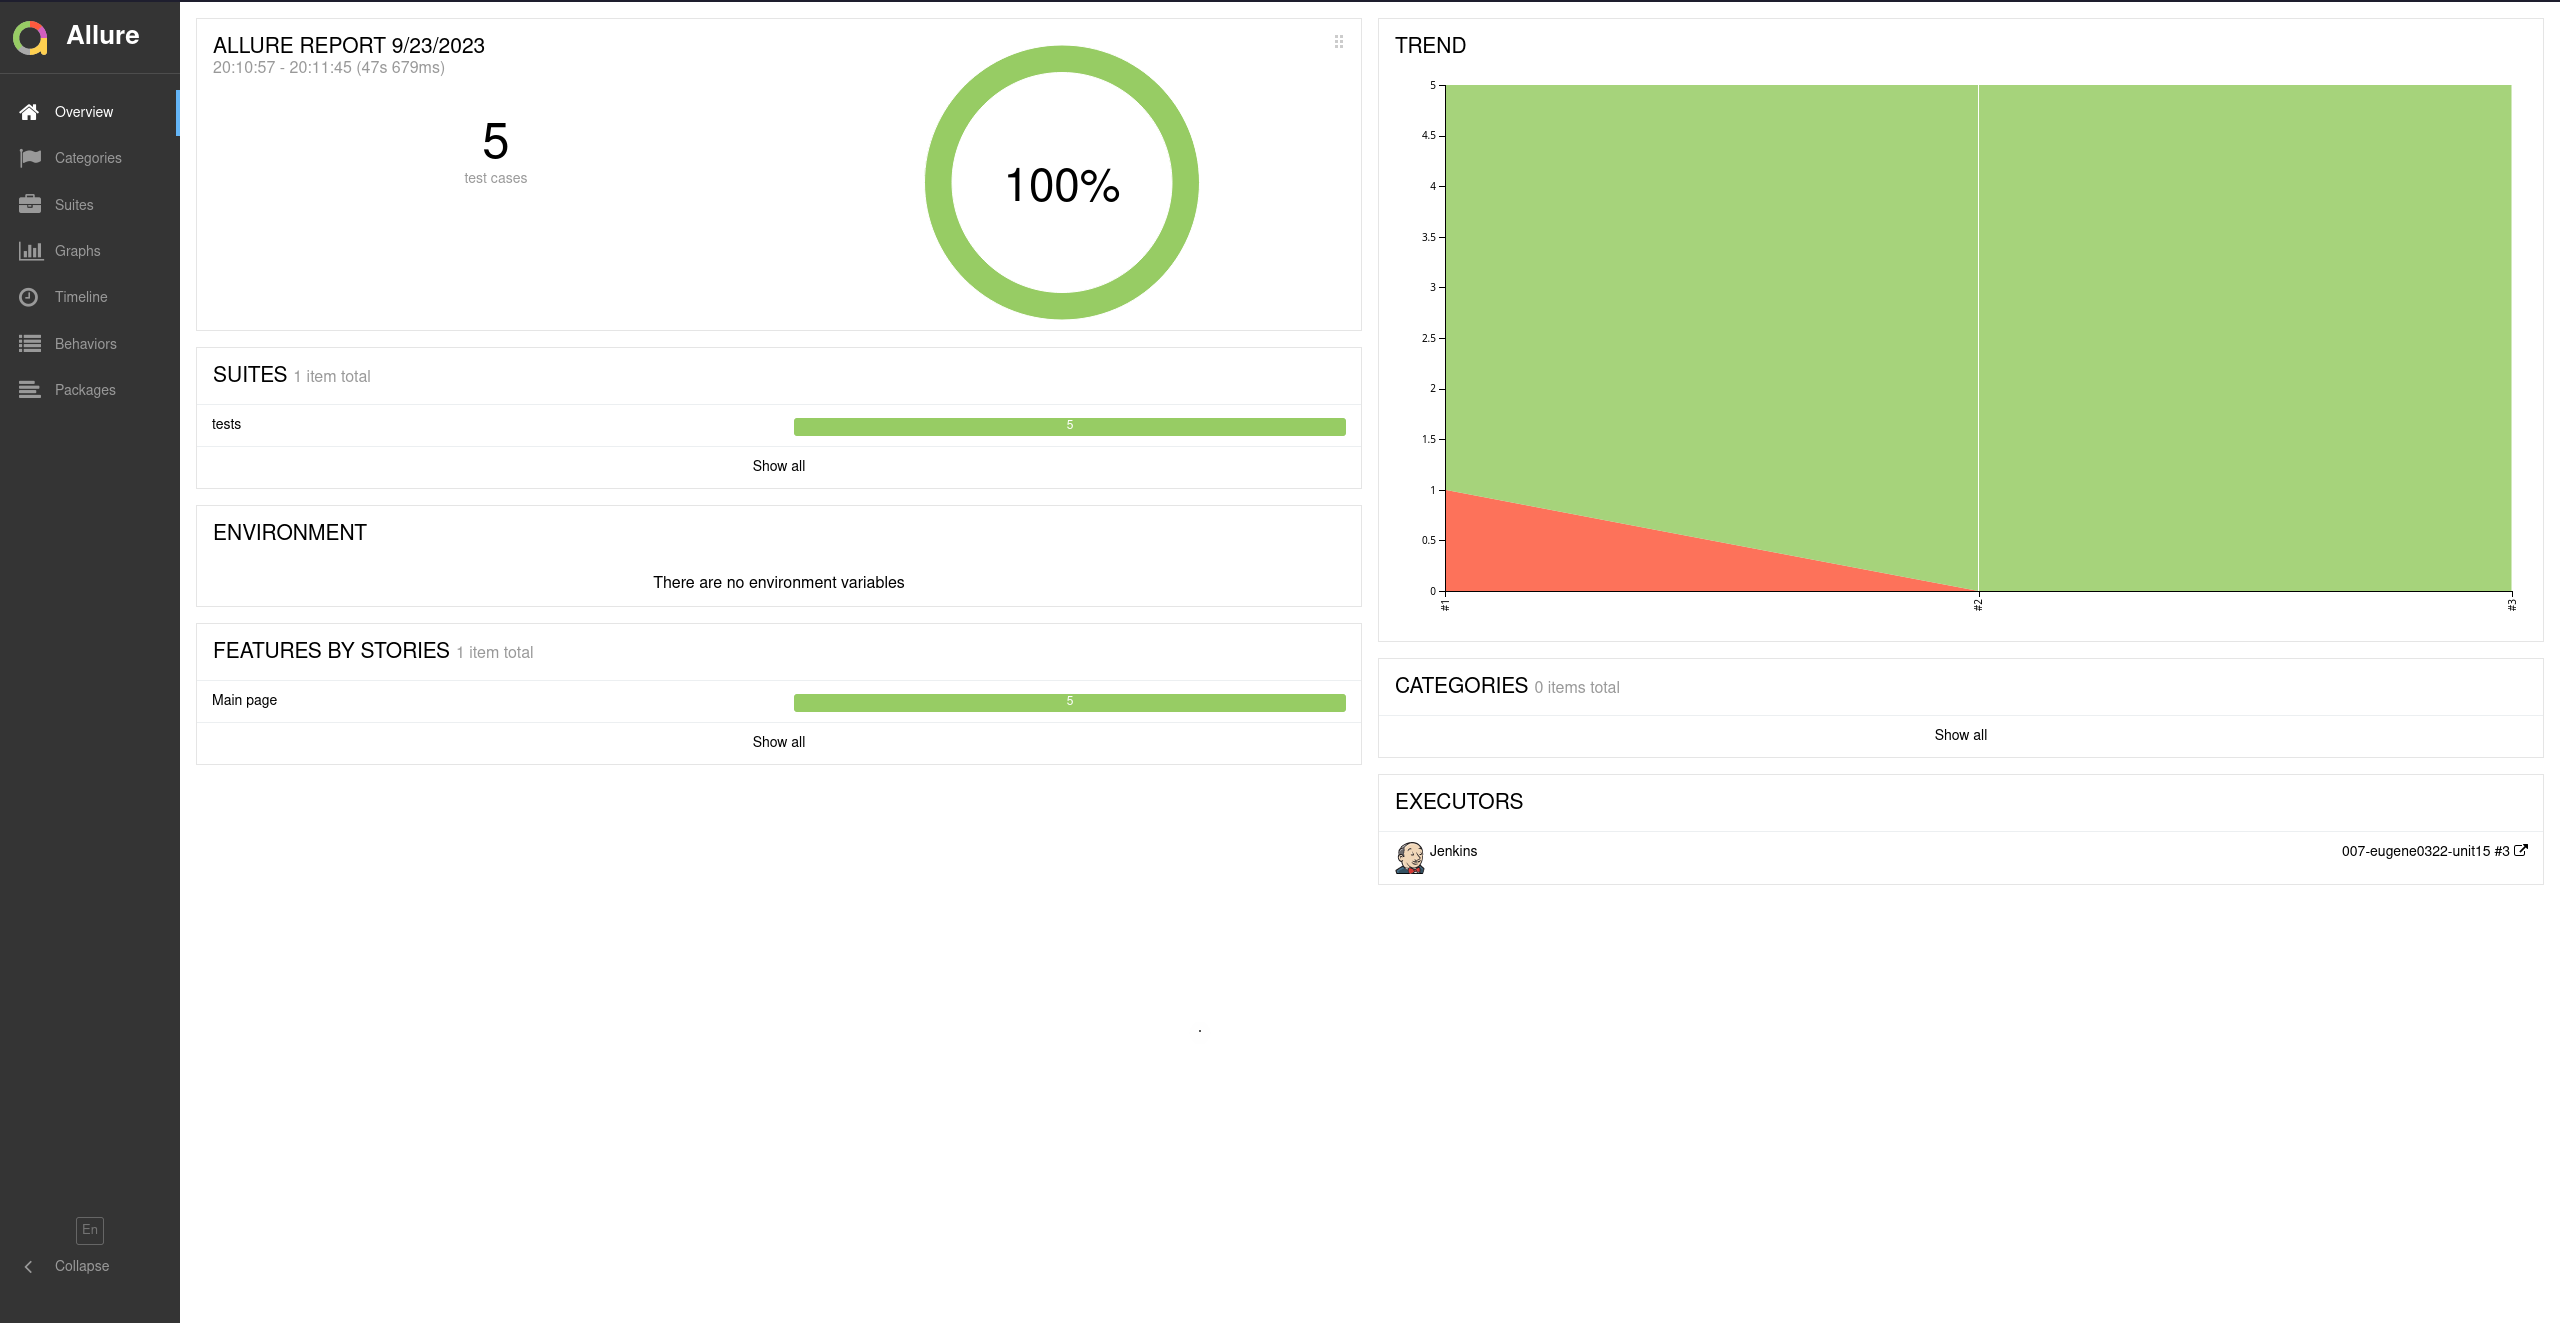 Allure
Overview
Categories
Suites
Graphs
Timeline
Behaviors
Packages
En
Collapse
ALLURE REPORT 9/23/2023
20:10:57 - 20:11:45 (47s 679ms)
5
test cases
100%
SUITES 1 item total
tests 5
Show all
ENVIRONMENT
There are no environment variables
FEATURES BY STORIES 1 item total
Main page 5
Show all
TREND
5
4.5
4
3.5
3
2.5
2
1.5
1
0.5
0
#1 #2 #3
CATEGORIES 0 items total
Show all
EXECUTORS
Jenkins 007-eugene0322-unit15 #3